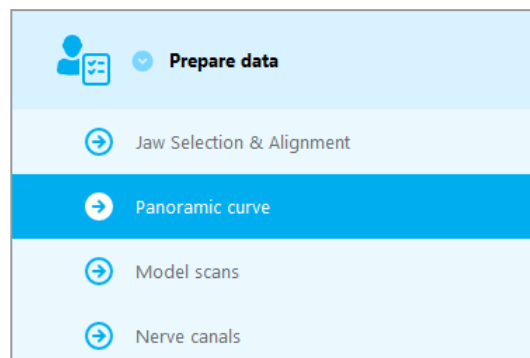 Prepare data
Jaw Selection & Alignment
Panoramic curve
Model scans
Nerve canals